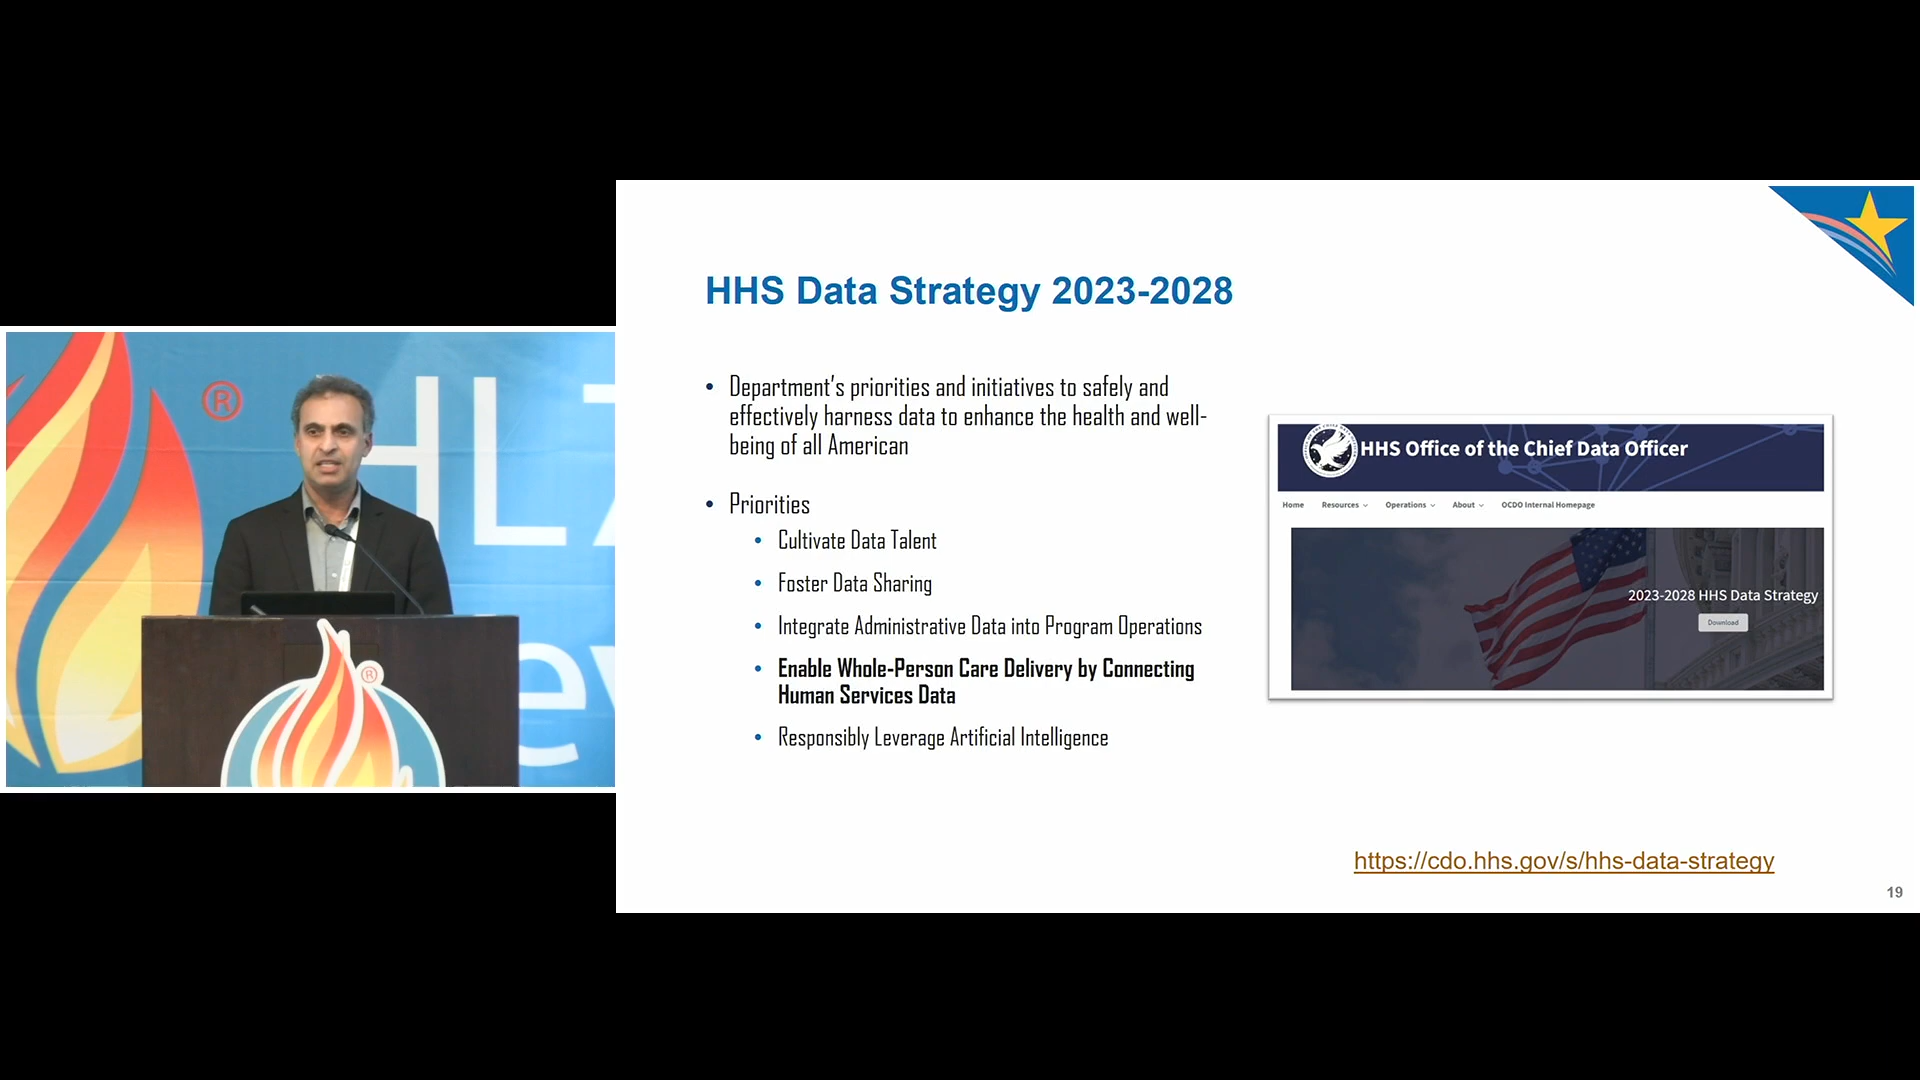 HHS Data Strategy 2023-2028
• Department's priorities and initiatives to safely and
effectively harness data to enhance the health and well-
being of all American
• Priorities
• Cultivate Data Talent
• Foster Data Sharing
• Integrate Administrative Data into Program Operations
• Enable Whole-Person Care Delivery by Connecting
Human Services Data
• Responsibly Leverage Artificial Intelligence
HHS Office of the Chief Data Officer
Home Resources Operations About OCDO Internal Homepage
2023-2028 HHS Data Strategy
Download
https://cdo.hhs.gov/s/hhs-data-strategy
19
®
HL7
ev
®